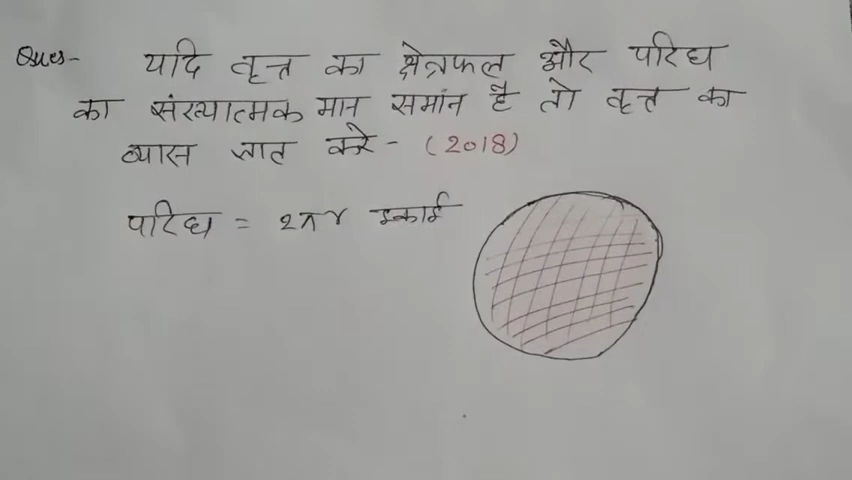 Ques- यदि वृत्त का क्षेत्रफल और परिधि
का संख्यात्मक मान समान है तो वृत्त का
व्यास ज्ञात करे - (2018)
परिधि = 2πr इकाई